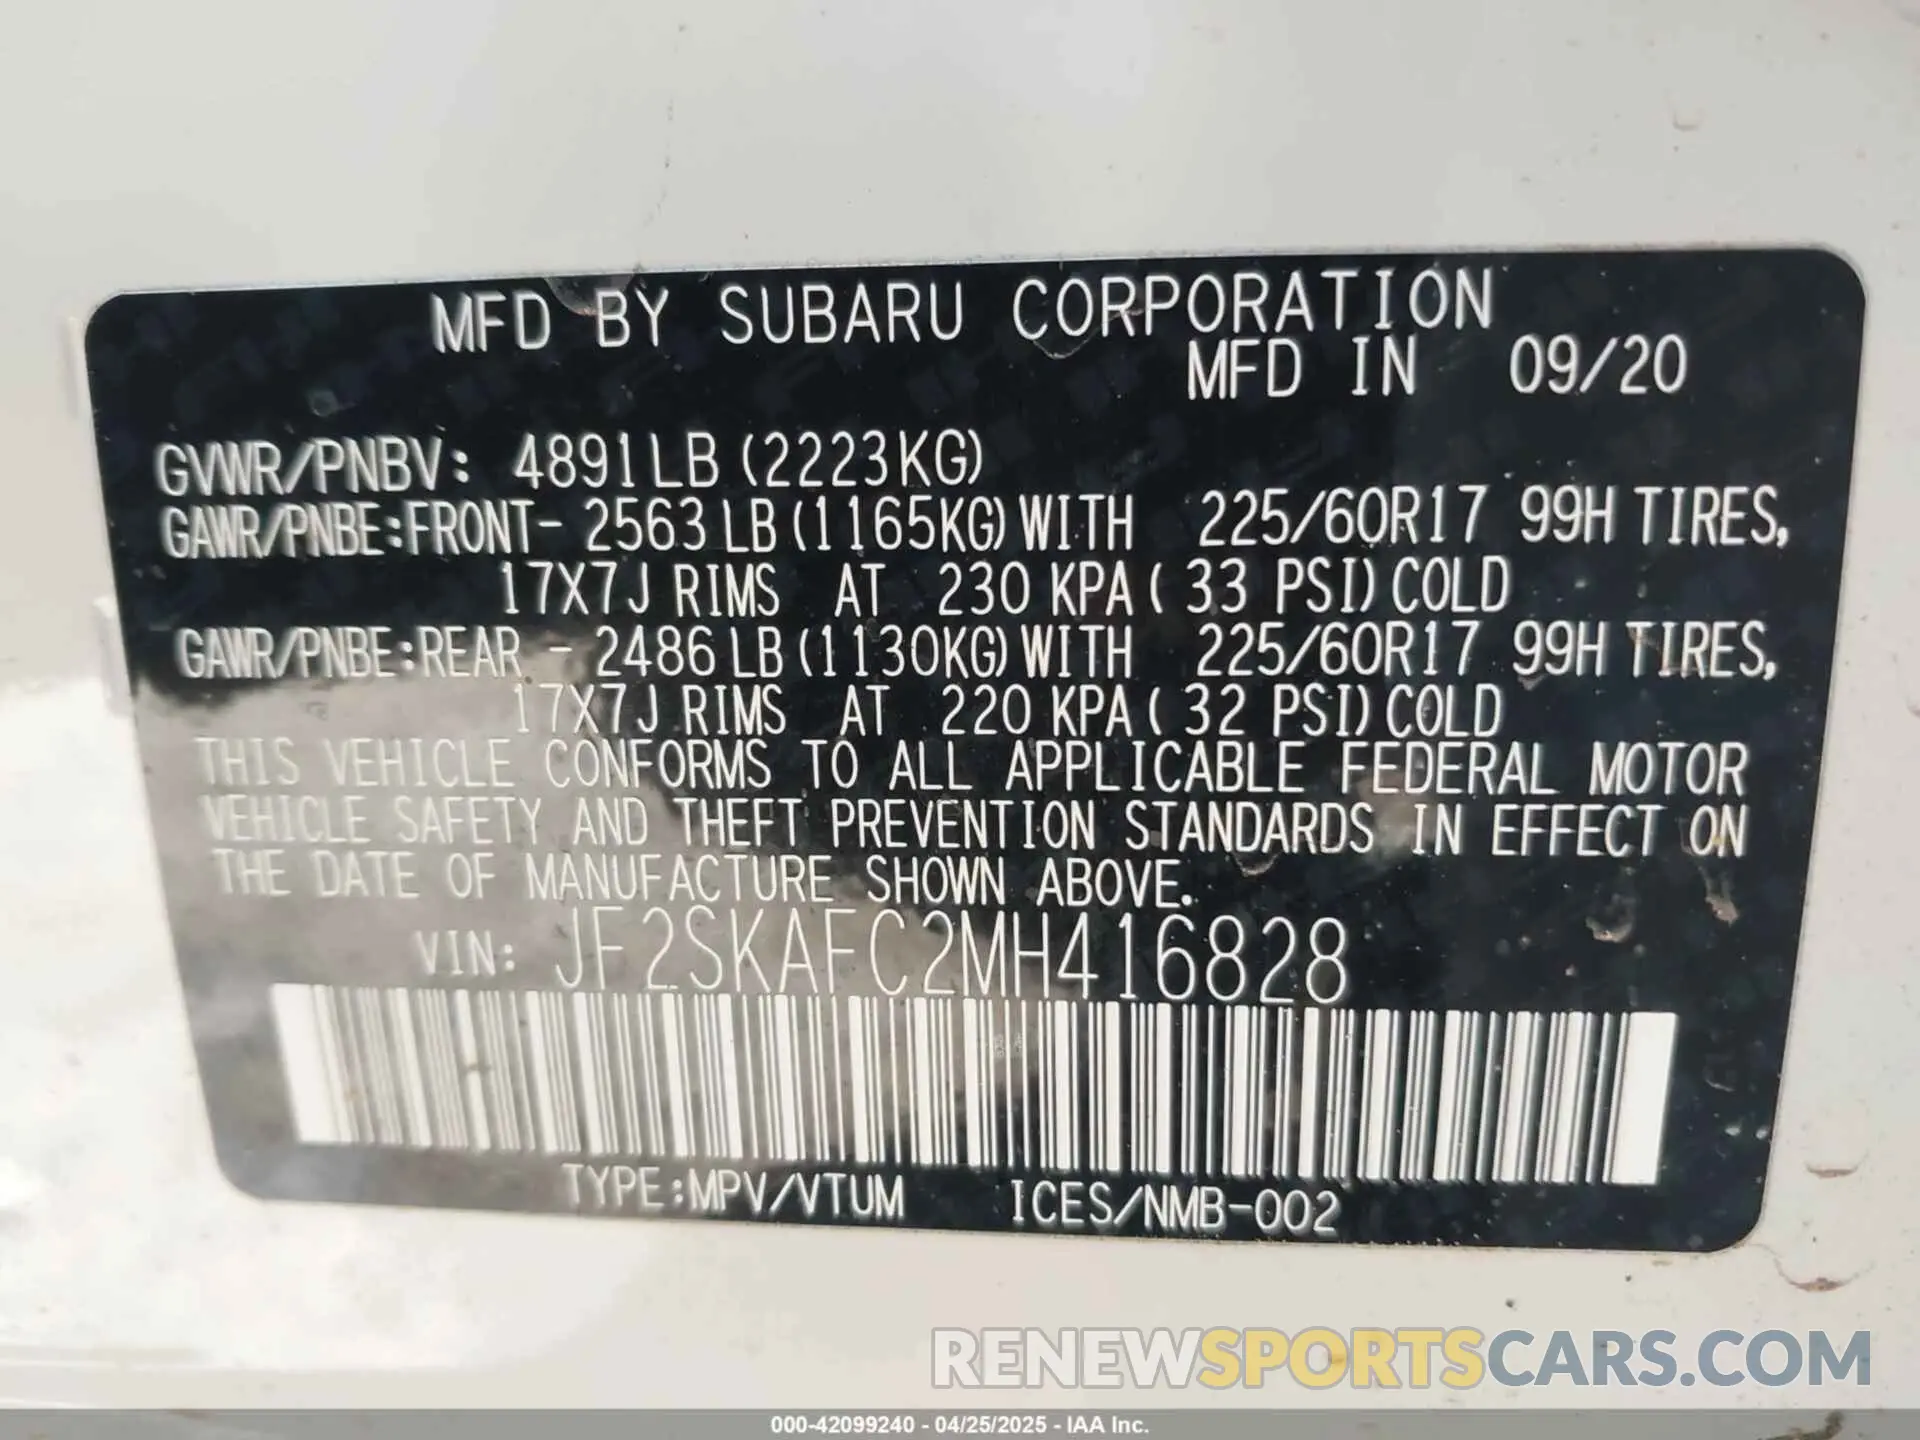 MFD BY SUBARU CORPORATION
MFD IN 09/20
GVWR/PNBV: 4891LB (2223KG)
GAWR/PNBE:FRONT- 2563LB (1165KG) WITH 225/60R17 99H TIRES,
17X7J RIMS AT 230 KPA ( 33 PSI) COLD
GAWR/PNBE:REAR - 2486LB (1130KG) WITH 225/60R17 99H TIRES,
17X7J RIMS AT 220 KPA ( 32 PSI) COLD
THIS VEHICLE CONFORMS TO ALL APPLICABLE FEDERAL MOTOR
VEHICLE SAFETY AND THEFT PREVENTION STANDARDS IN EFFECT ON
THE DATE OF MANUFACTURE SHOWN ABOVE.
VIN: JF2SKAFC2MH416828
TYPE:MPV/VTUM ICES/NMB-002
RENEWSPORTSCARS.COM
000-42099240 - 04/25/2025 - IAA Inc.